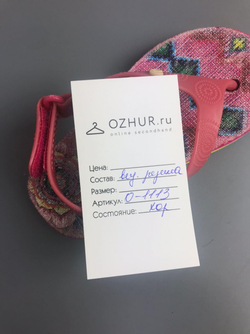 OZHUR.ru
online secondhand
Цена:
Состав: иск. резина
Размер:
Артикул: O-1113
Состояние: хор